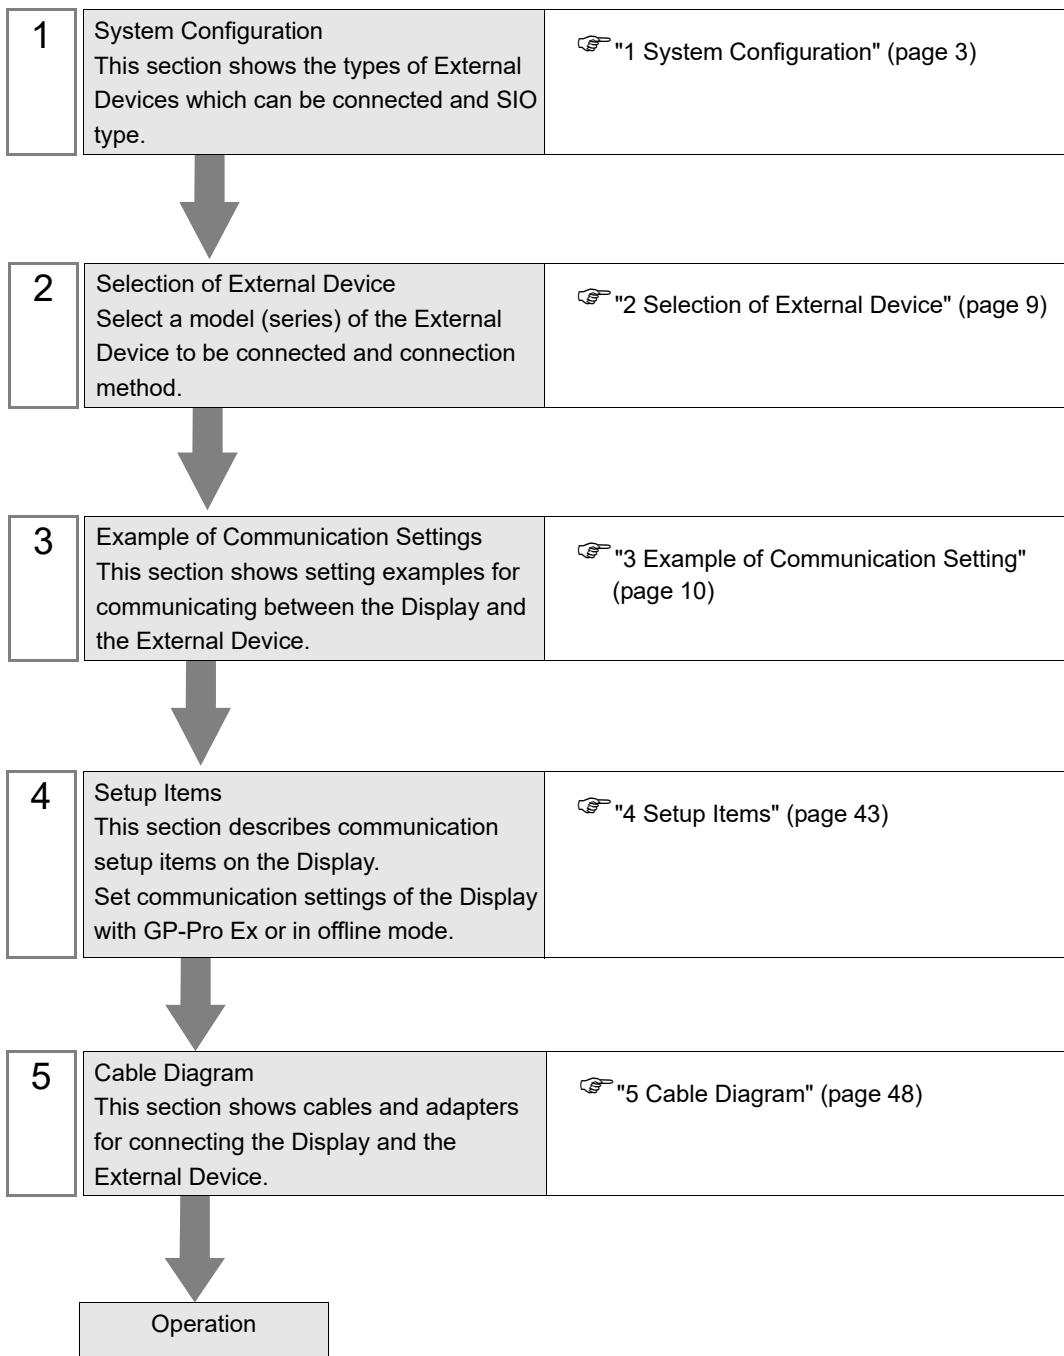 1
System Configuration
This section shows the types of External
Devices which can be connected and SIO
type.
"1 System Configuration" (page 3)
2
Selection of External Device
Select a model (series) of the External
Device to be connected and connection
method.
"2 Selection of External Device" (page 9)
3
Example of Communication Settings
This section shows setting examples for
communicating between the Display and
the External Device.
"3 Example of Communication Setting"
(page 10)
4
Setup Items
This section describes communication
setup items on the Display.
Set communication settings of the Display
with GP-Pro Ex or in offline mode.
"4 Setup Items" (page 43)
5
Cable Diagram
This section shows cables and adapters
for connecting the Display and the
External Device.
"5 Cable Diagram" (page 48)
Operation